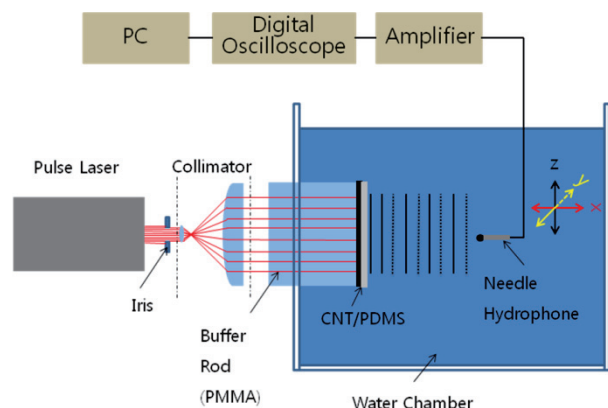 PC
Digital
Oscilloscope
Amplifier
Pulse Laser
Collimator
z
y
x
Iris
CNT/PDMS
Needle
Hydrophone
Buffer
Rod
(PMMA)
Water Chamber